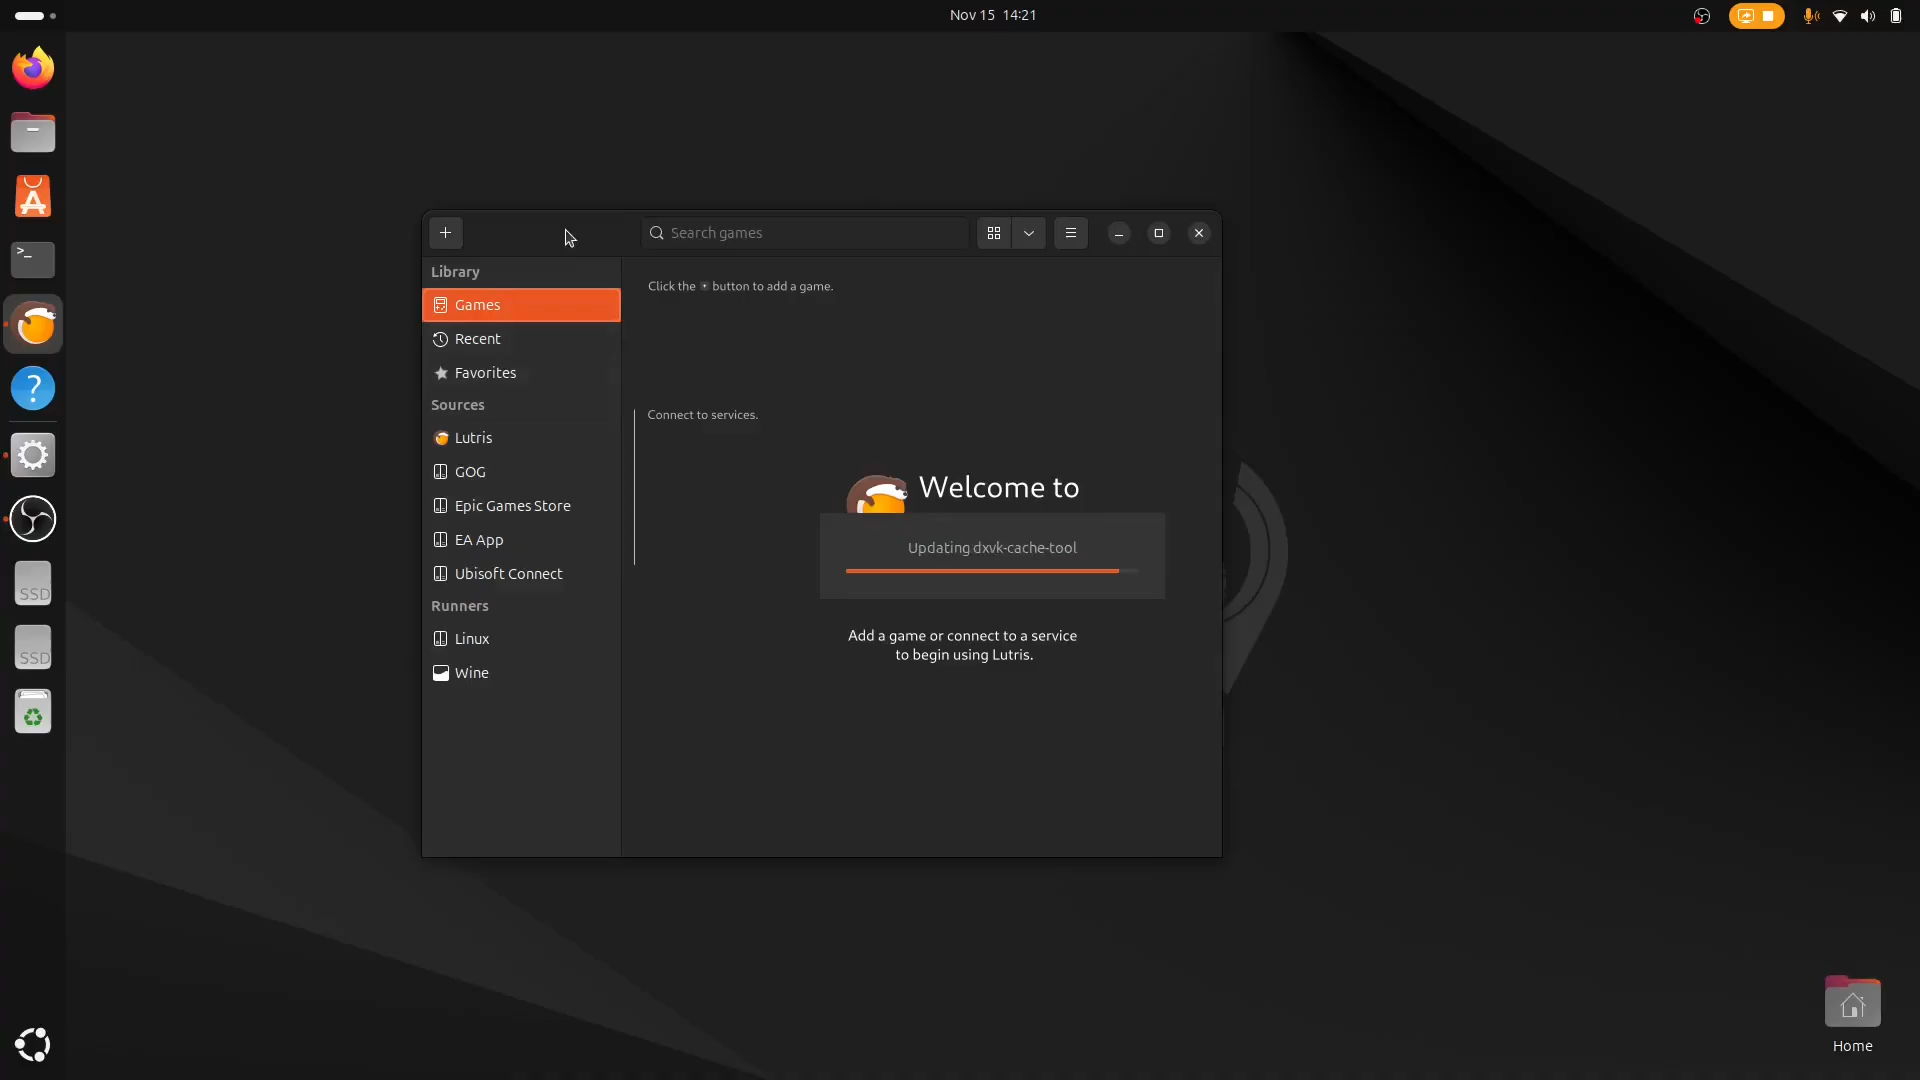 Nov 15 14:21
Search games
Library
Games
Recent
Favorites
Sources
Lutris
GOG
Epic Games Store
EA App
Ubisoft Connect
Runners
Linux
Wine
Click the + button to add a game.
Connect to services.
Welcome to
Updating dxvk-cache-tool
Add a game or connect to a service
to begin using Lutris.
SSD
SSD
Home